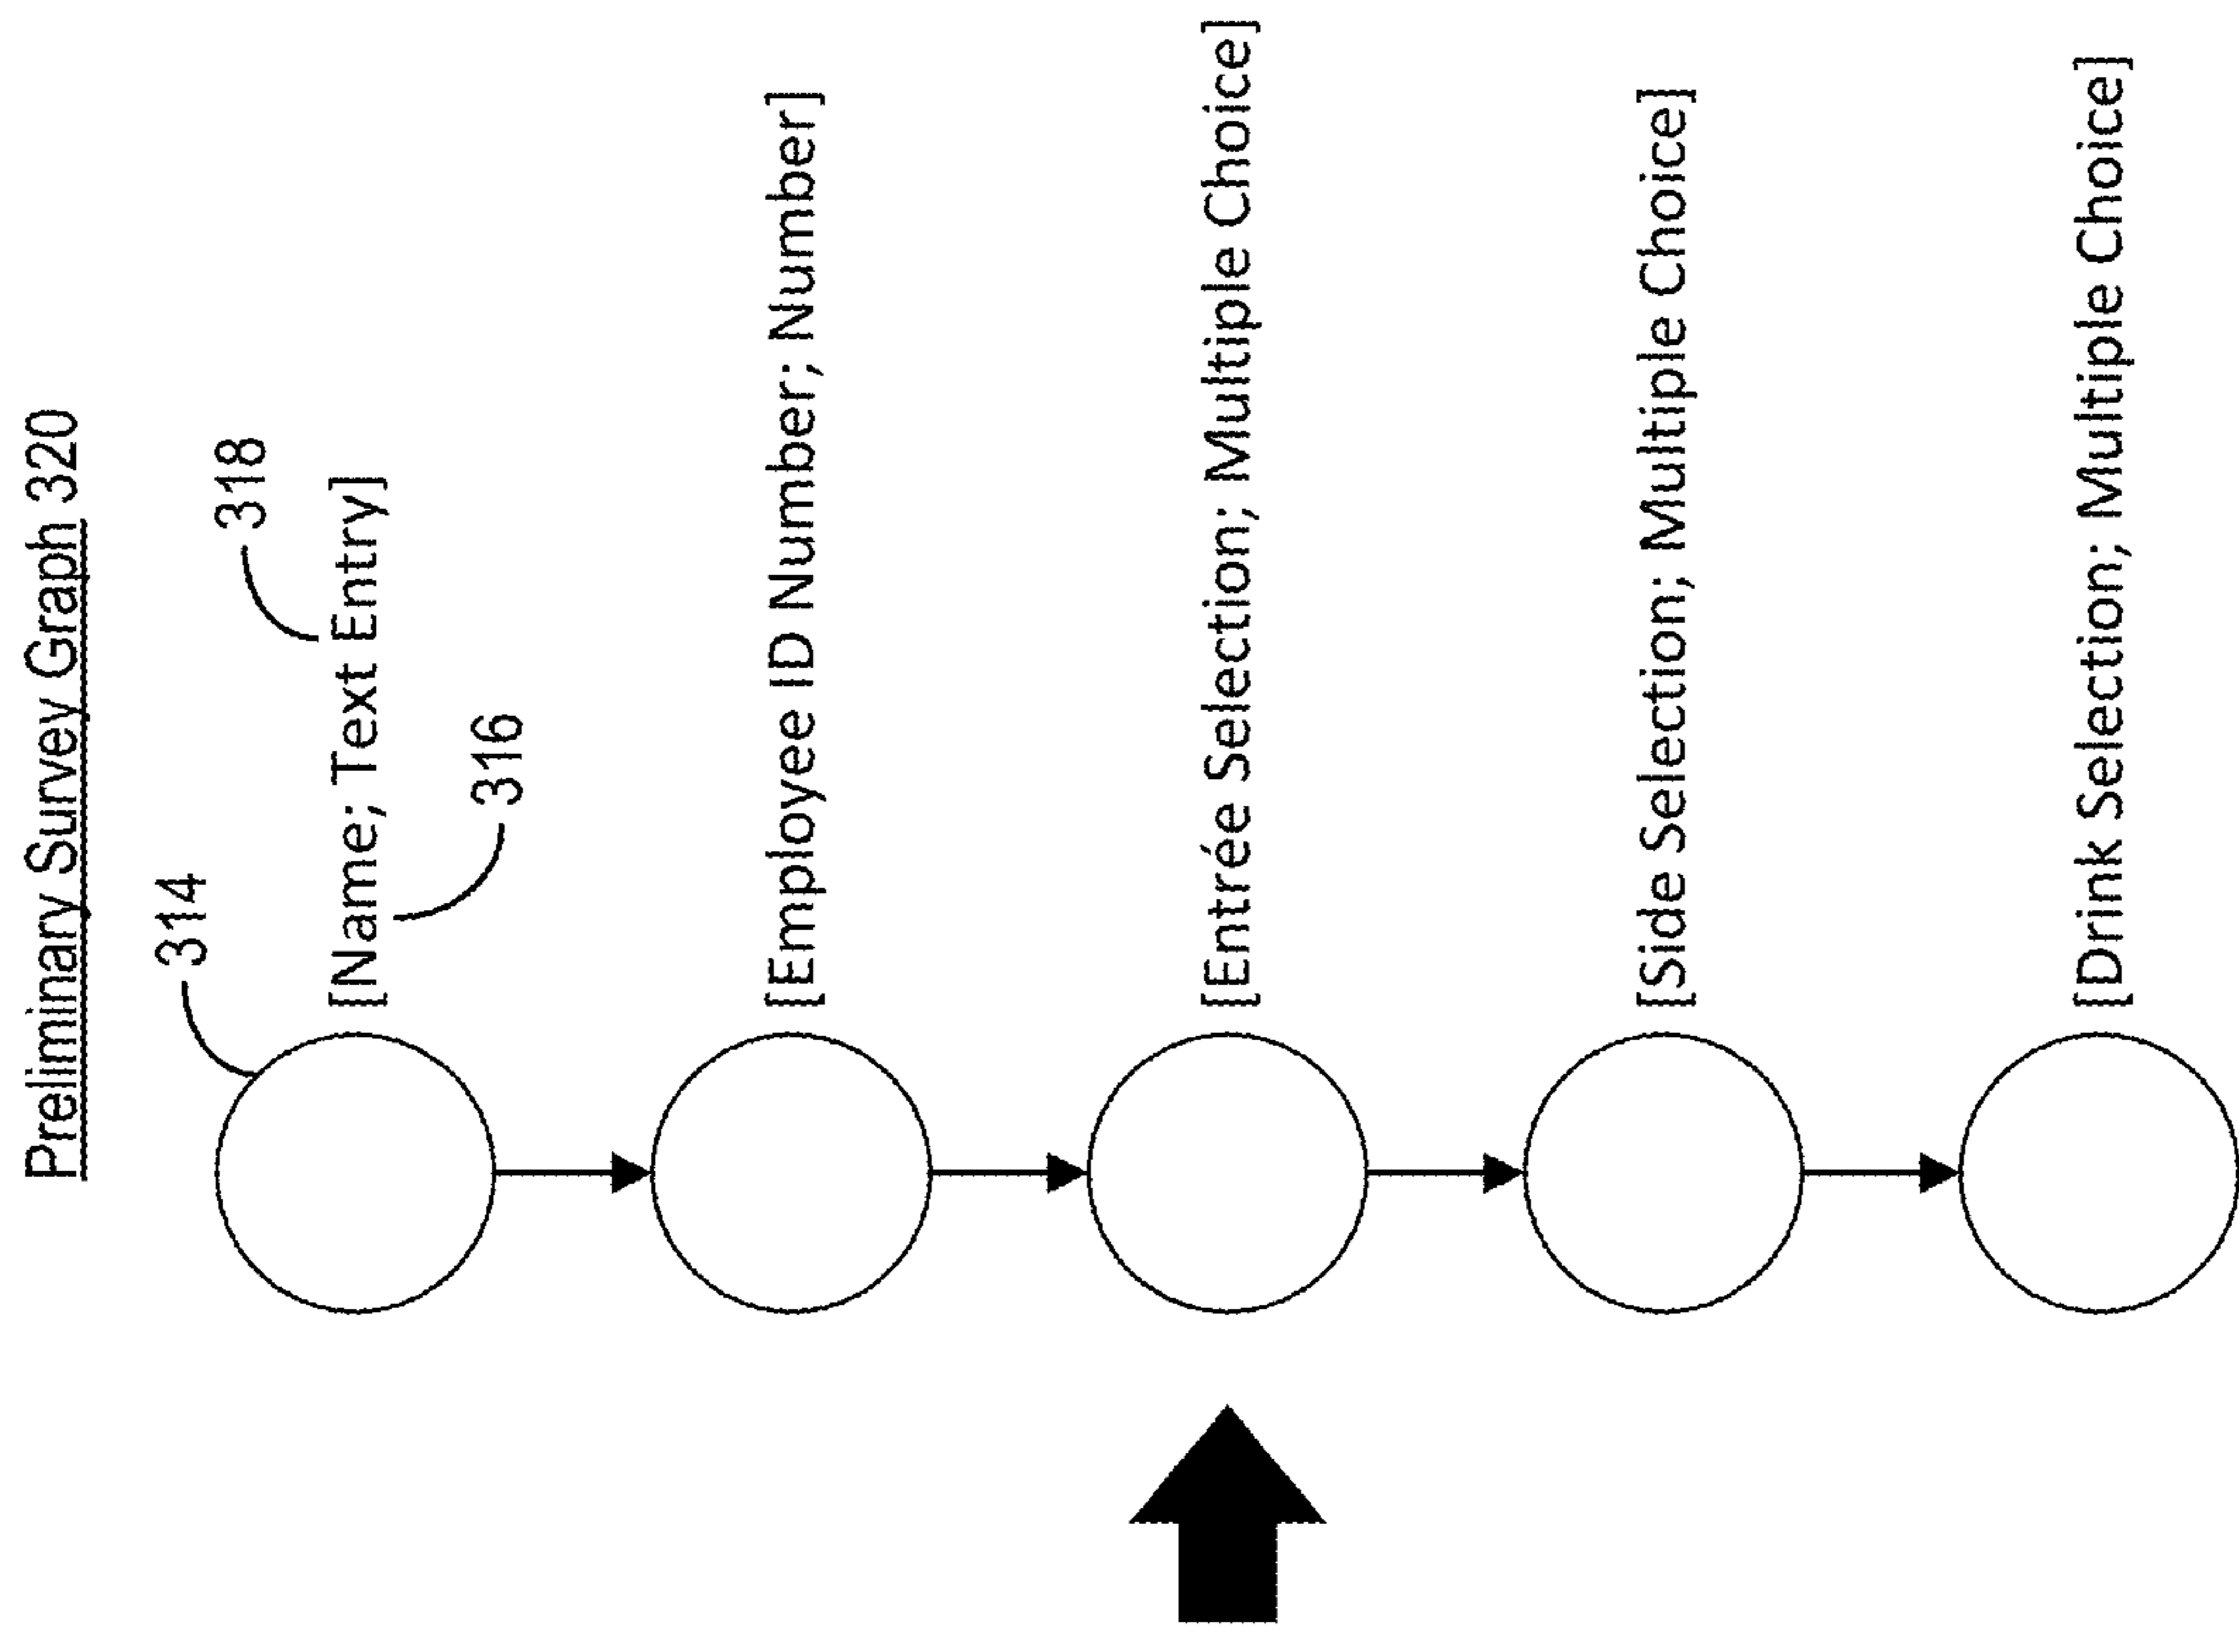 Preliminary Survey Graph 320
314
318
[Name; Text Entry]
316
[Employee ID Number; Number]
[Entrée Selection; Multiple Choice]
[Side Selection; Multiple Choice]
[Drink Selection; Multiple Choice]